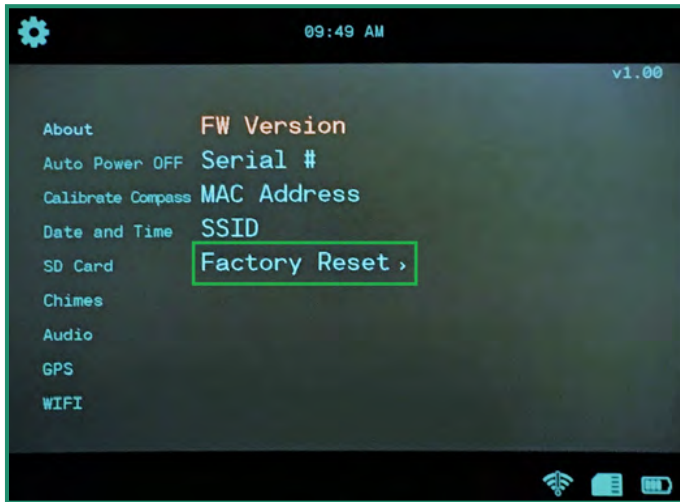 09:49 AM
v1.00
About
Auto Power OFF
Calibrate Compass
Date and Time
SD Card
Chimes
Audio
GPS
WIFI
FW Version
Serial #
MAC Address
SSID
Factory Reset ›